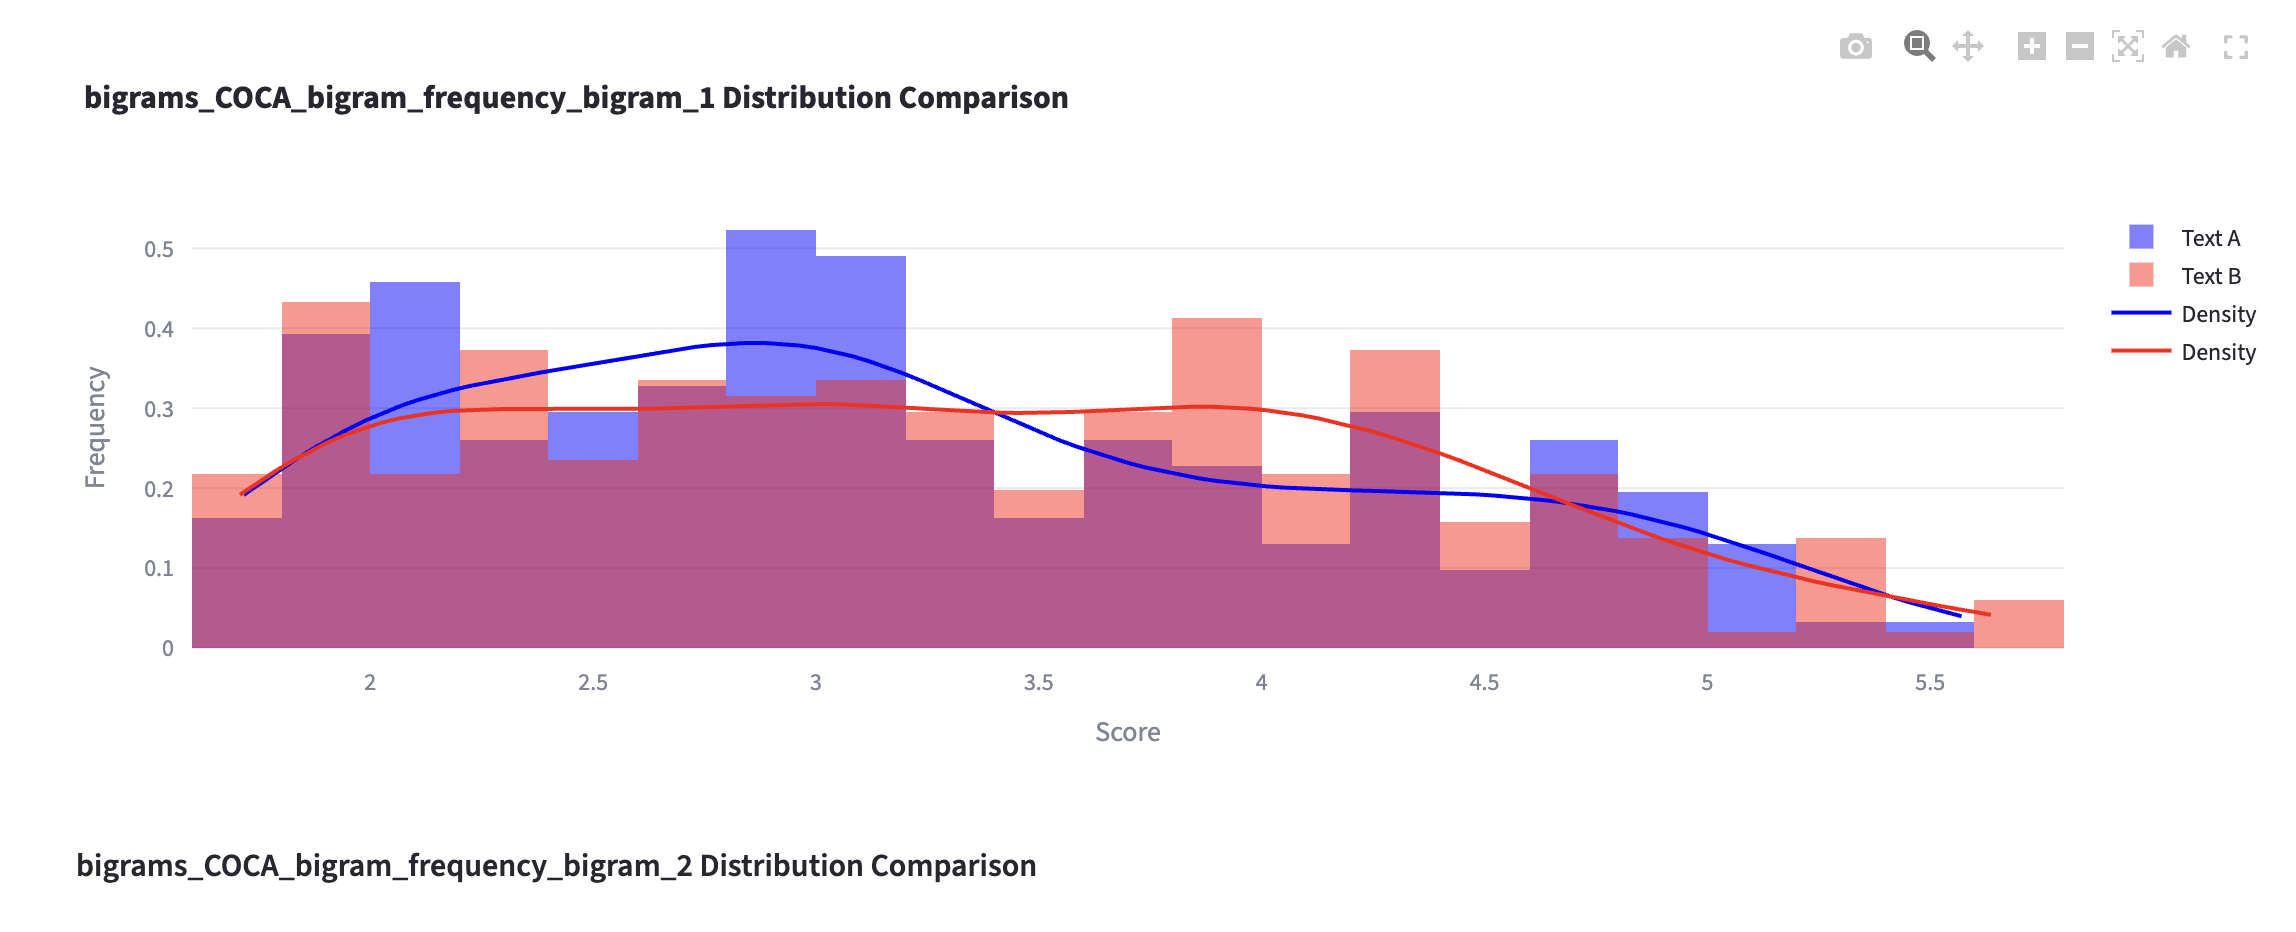 bigrams_COCA_bigram_frequency_bigram_1 Distribution Comparison
Frequency
0.5
0.4
0.3
0.2
0.1
0
2
2.5
3
3.5
4
4.5
5
5.5
Score
Text A
Text B
Density
Density
bigrams_COCA_bigram_frequency_bigram_2 Distribution Comparison